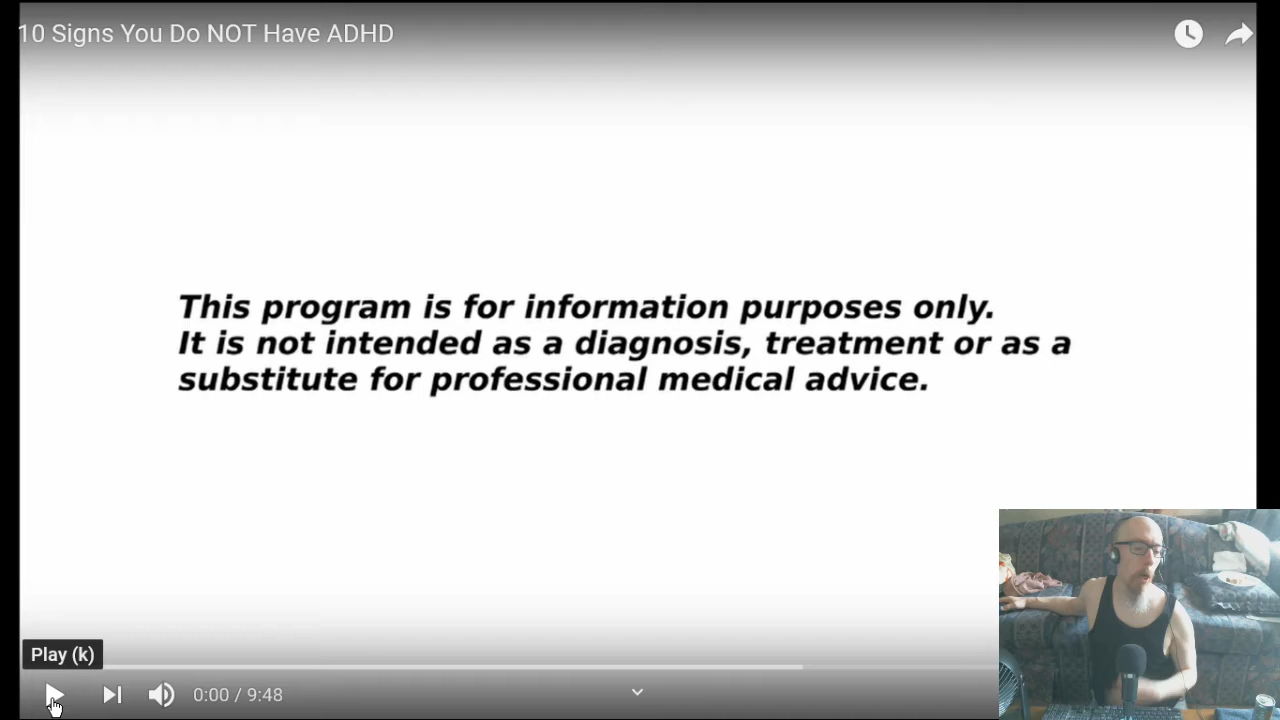 10 Signs You Do NOT Have ADHD
This program is for information purposes only.
It is not intended as a diagnosis, treatment or as a
substitute for professional medical advice.
Play (k)
0:00 / 9:48